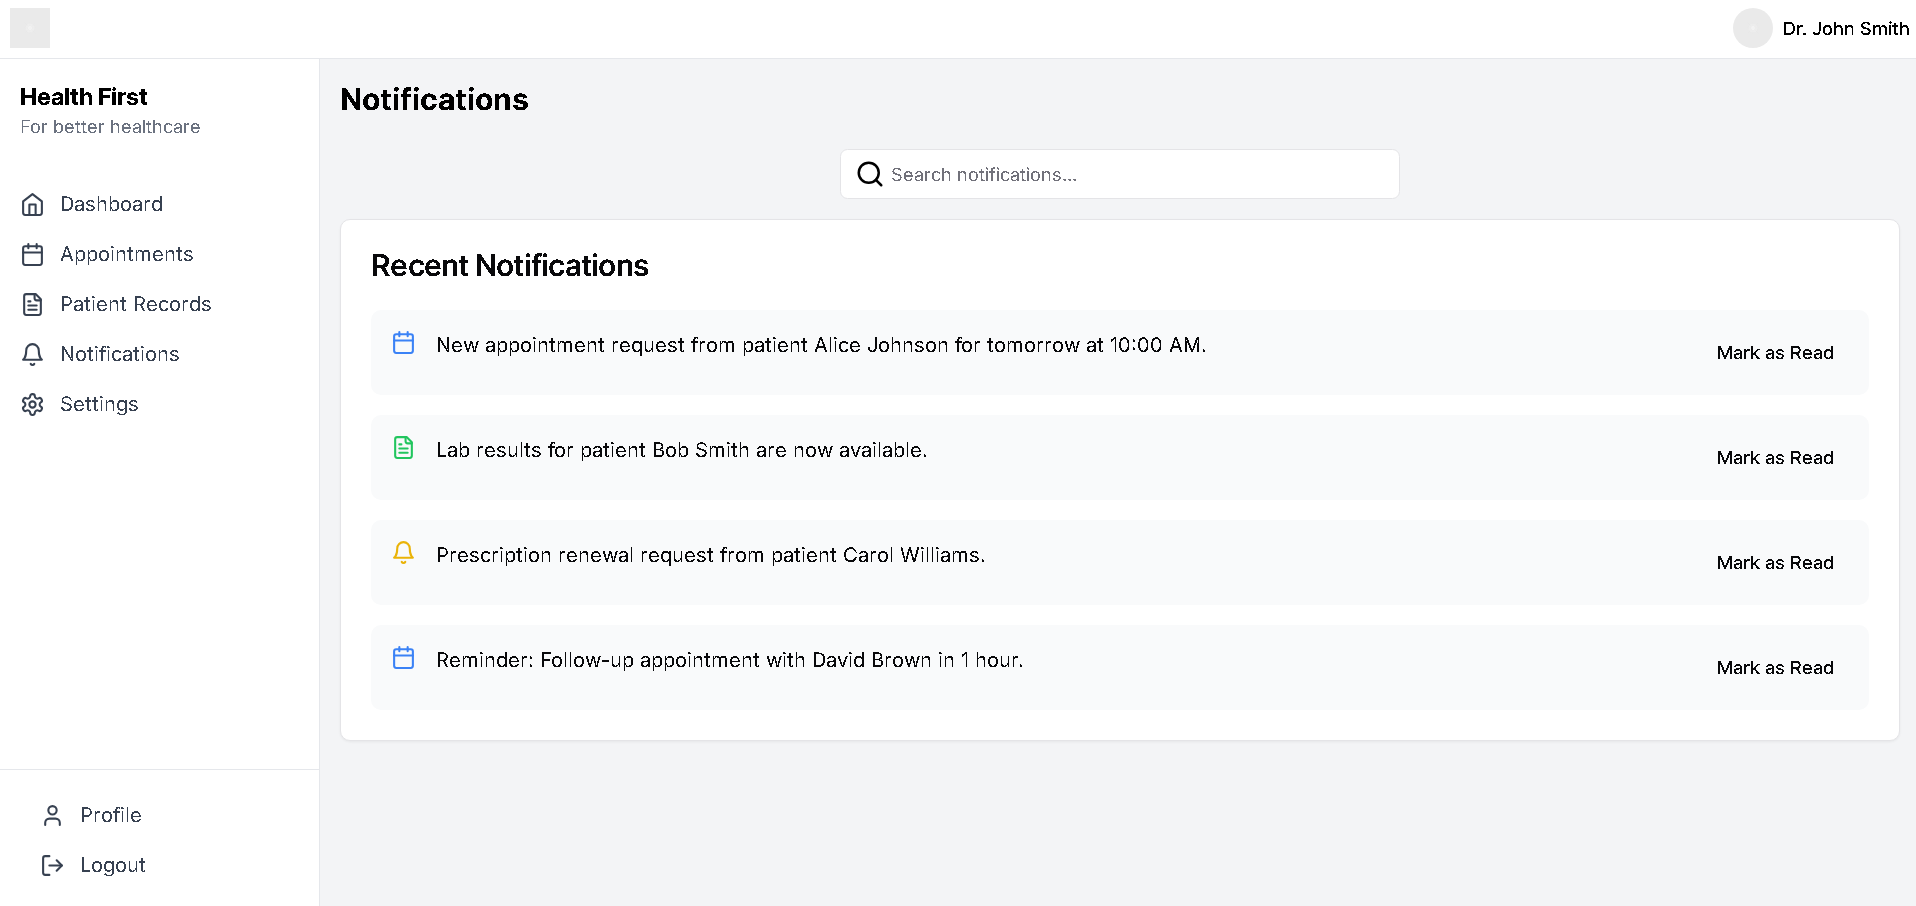 Dr. John Smith
Health First
For better healthcare
Dashboard
Appointments
Patient Records
Notifications
Settings
Profile
Logout
Notifications
Search notifications...
Recent Notifications
New appointment request from patient Alice Johnson for tomorrow at 10:00 AM.
Mark as Read
Lab results for patient Bob Smith are now available.
Mark as Read
Prescription renewal request from patient Carol Williams.
Mark as Read
Reminder: Follow-up appointment with David Brown in 1 hour.
Mark as Read